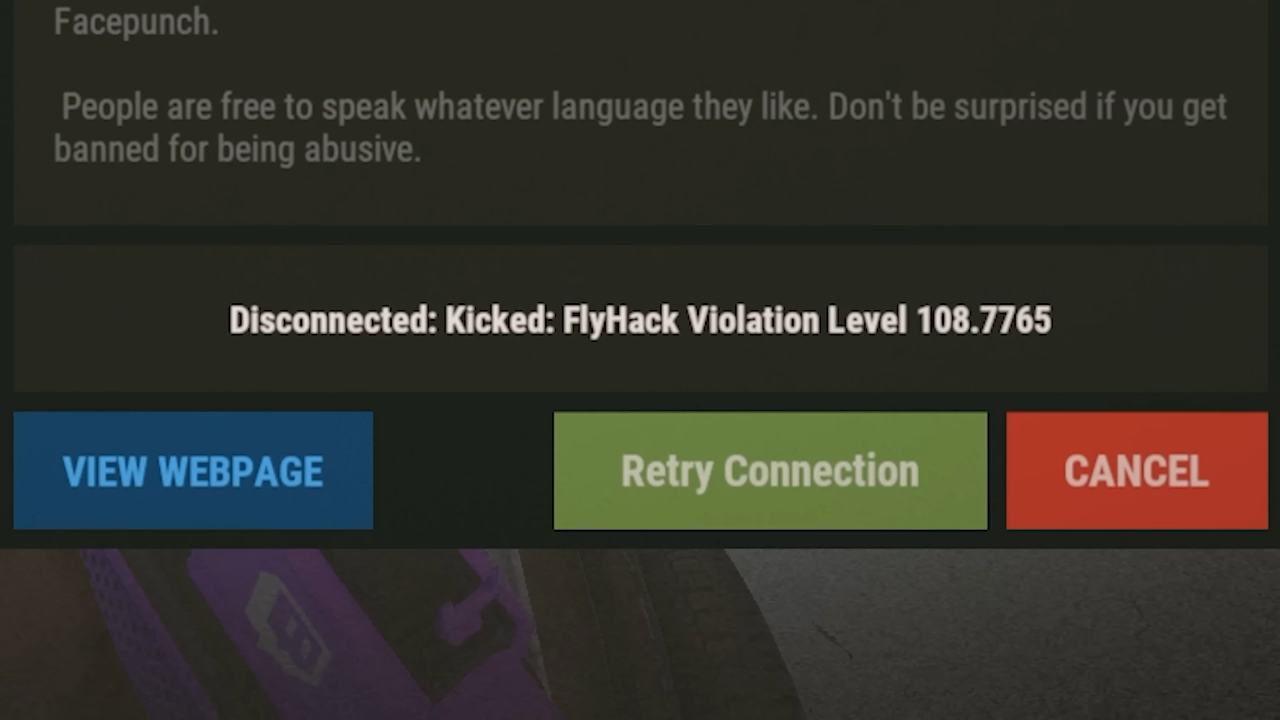 Facepunch.
People are free to speak whatever language they like. Don't be surprised if you get
banned for being abusive.
Disconnected: Kicked: FlyHack Violation Level 108.7765
VIEW WEBPAGE
Retry Connection
CANCEL